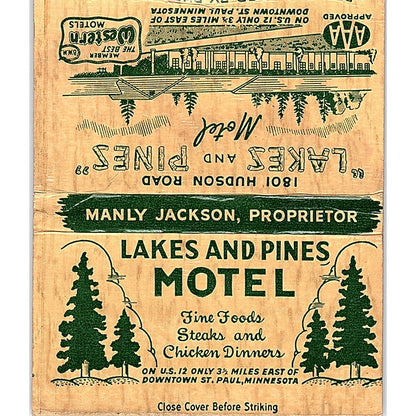 ON U.S. 12 ONLY 3½ MILES EAST OF
DOWNTOWN ST. PAUL, MINNESOTA
AAA
APPROVED
MEMBER
THE BEST
Western
MOTELS
Motel
"LAKES AND PINES"
1801 HUDSON ROAD
MANLY JACKSON, PROPRIETOR
LAKES AND PINES
MOTEL
Fine Foods
Steaks and
Chicken Dinners
ON U.S. 12 ONLY 3½ MILES EAST OF
DOWNTOWN ST. PAUL, MINNESOTA
Close Cover Before Striking